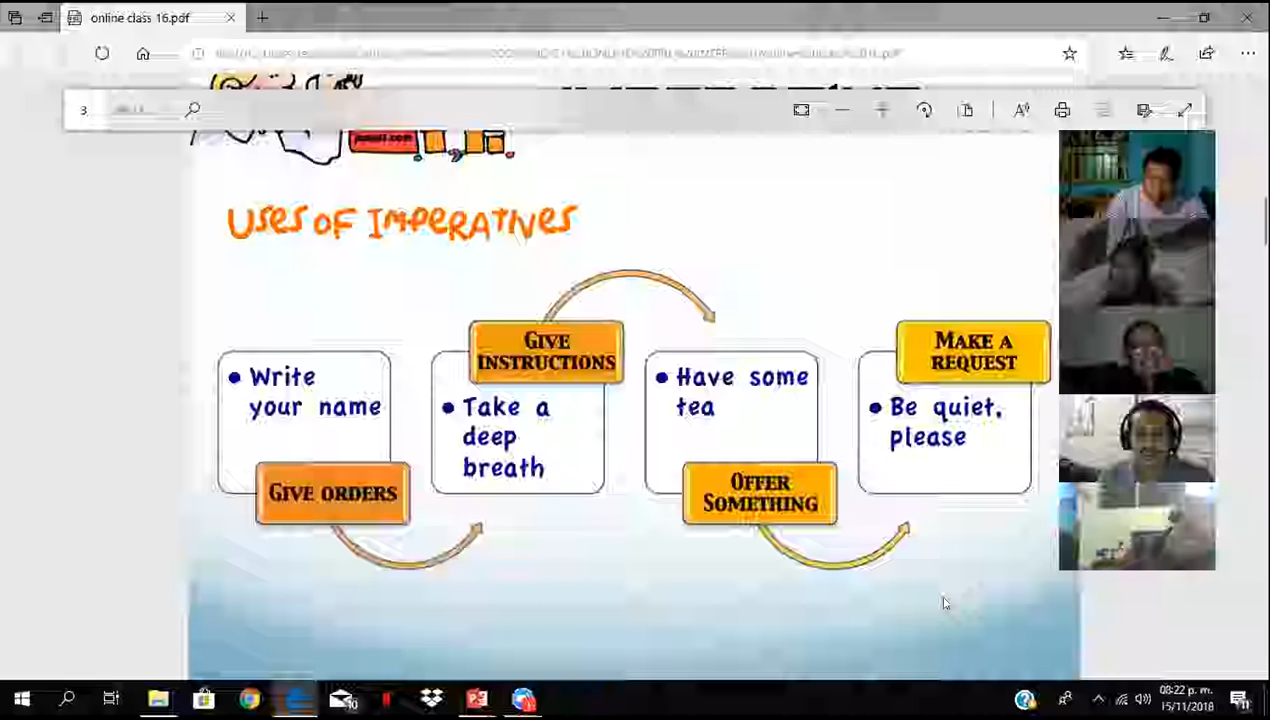 online class 16.pdf
3
USES OF IMPERATIVES
GIVE INSTRUCTIONS
MAKE A REQUEST
• Write
your name
• Take a
deep
breath
• Have some
tea
• Be quiet,
please
GIVE ORDERS
OFFER SOMETHING
08:22 p. m.
15/11/2018